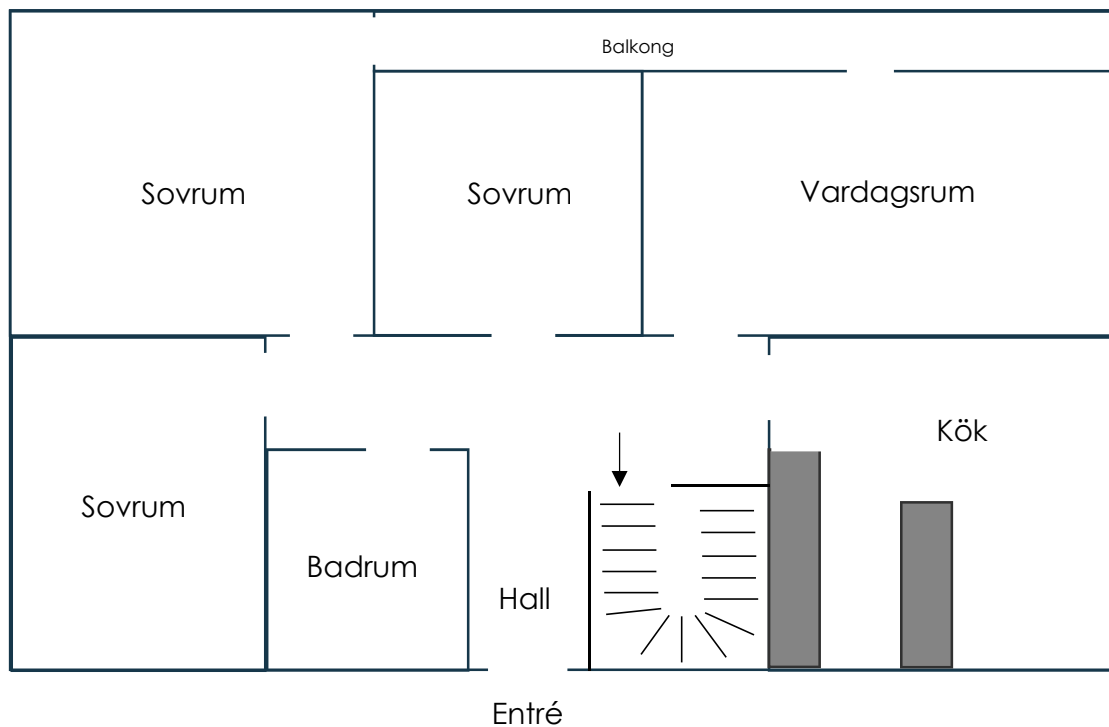 Balkong
Sovrum
Sovrum
Vardagsrum
Kök
Sovrum
Badrum
Hall
Entré